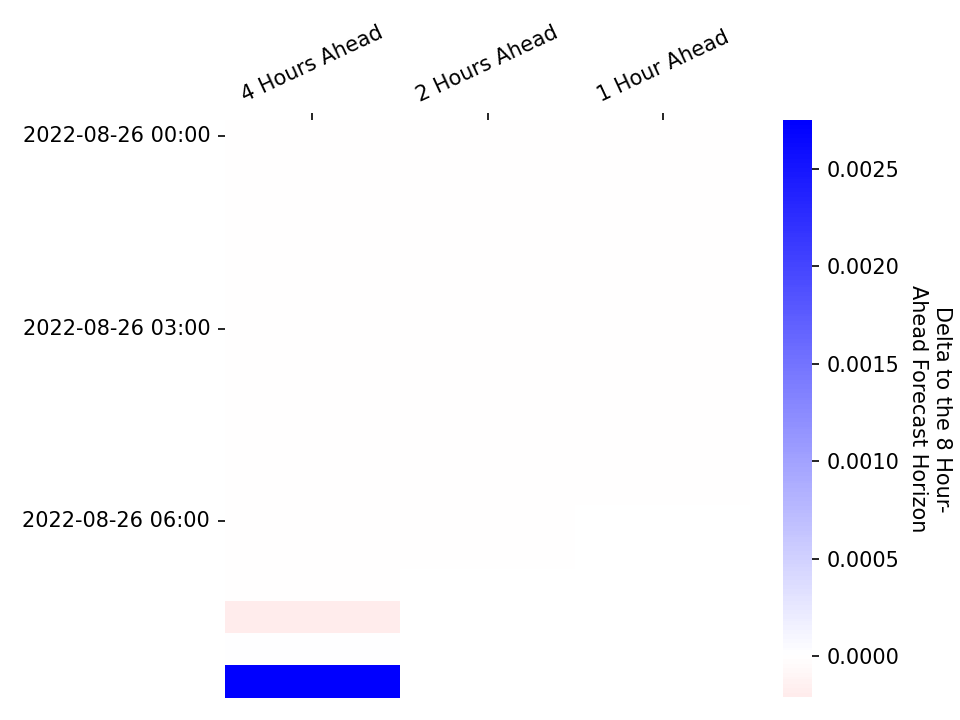 4 Hours Ahead
2 Hours Ahead
1 Hour Ahead
2022-08-26 00:00
2022-08-26 03:00
2022-08-26 06:00
0.0025
0.0020
0.0015
0.0010
0.0005
0.0000
Delta to the 8 Hour-
Ahead Forecast Horizon